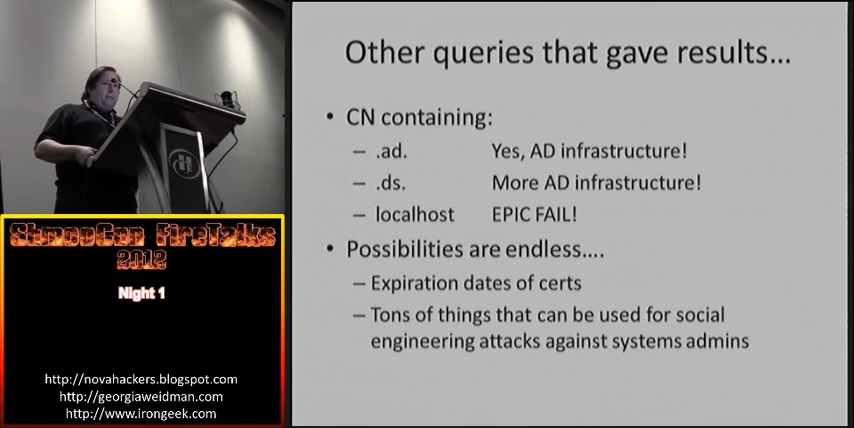 Other queries that gave results...
• CN containing:
– .ad. Yes, AD infrastructure!
– .ds. More AD infrastructure!
– localhost EPIC FAIL!
• Possibilities are endless....
– Expiration dates of certs
– Tons of things that can be used for social
engineering attacks against systems admins
ShmooCon FireTalks
2012
Night 1
http://novahackers.blogspot.com
http://georgiaweidman.com
http://www.irongeek.com